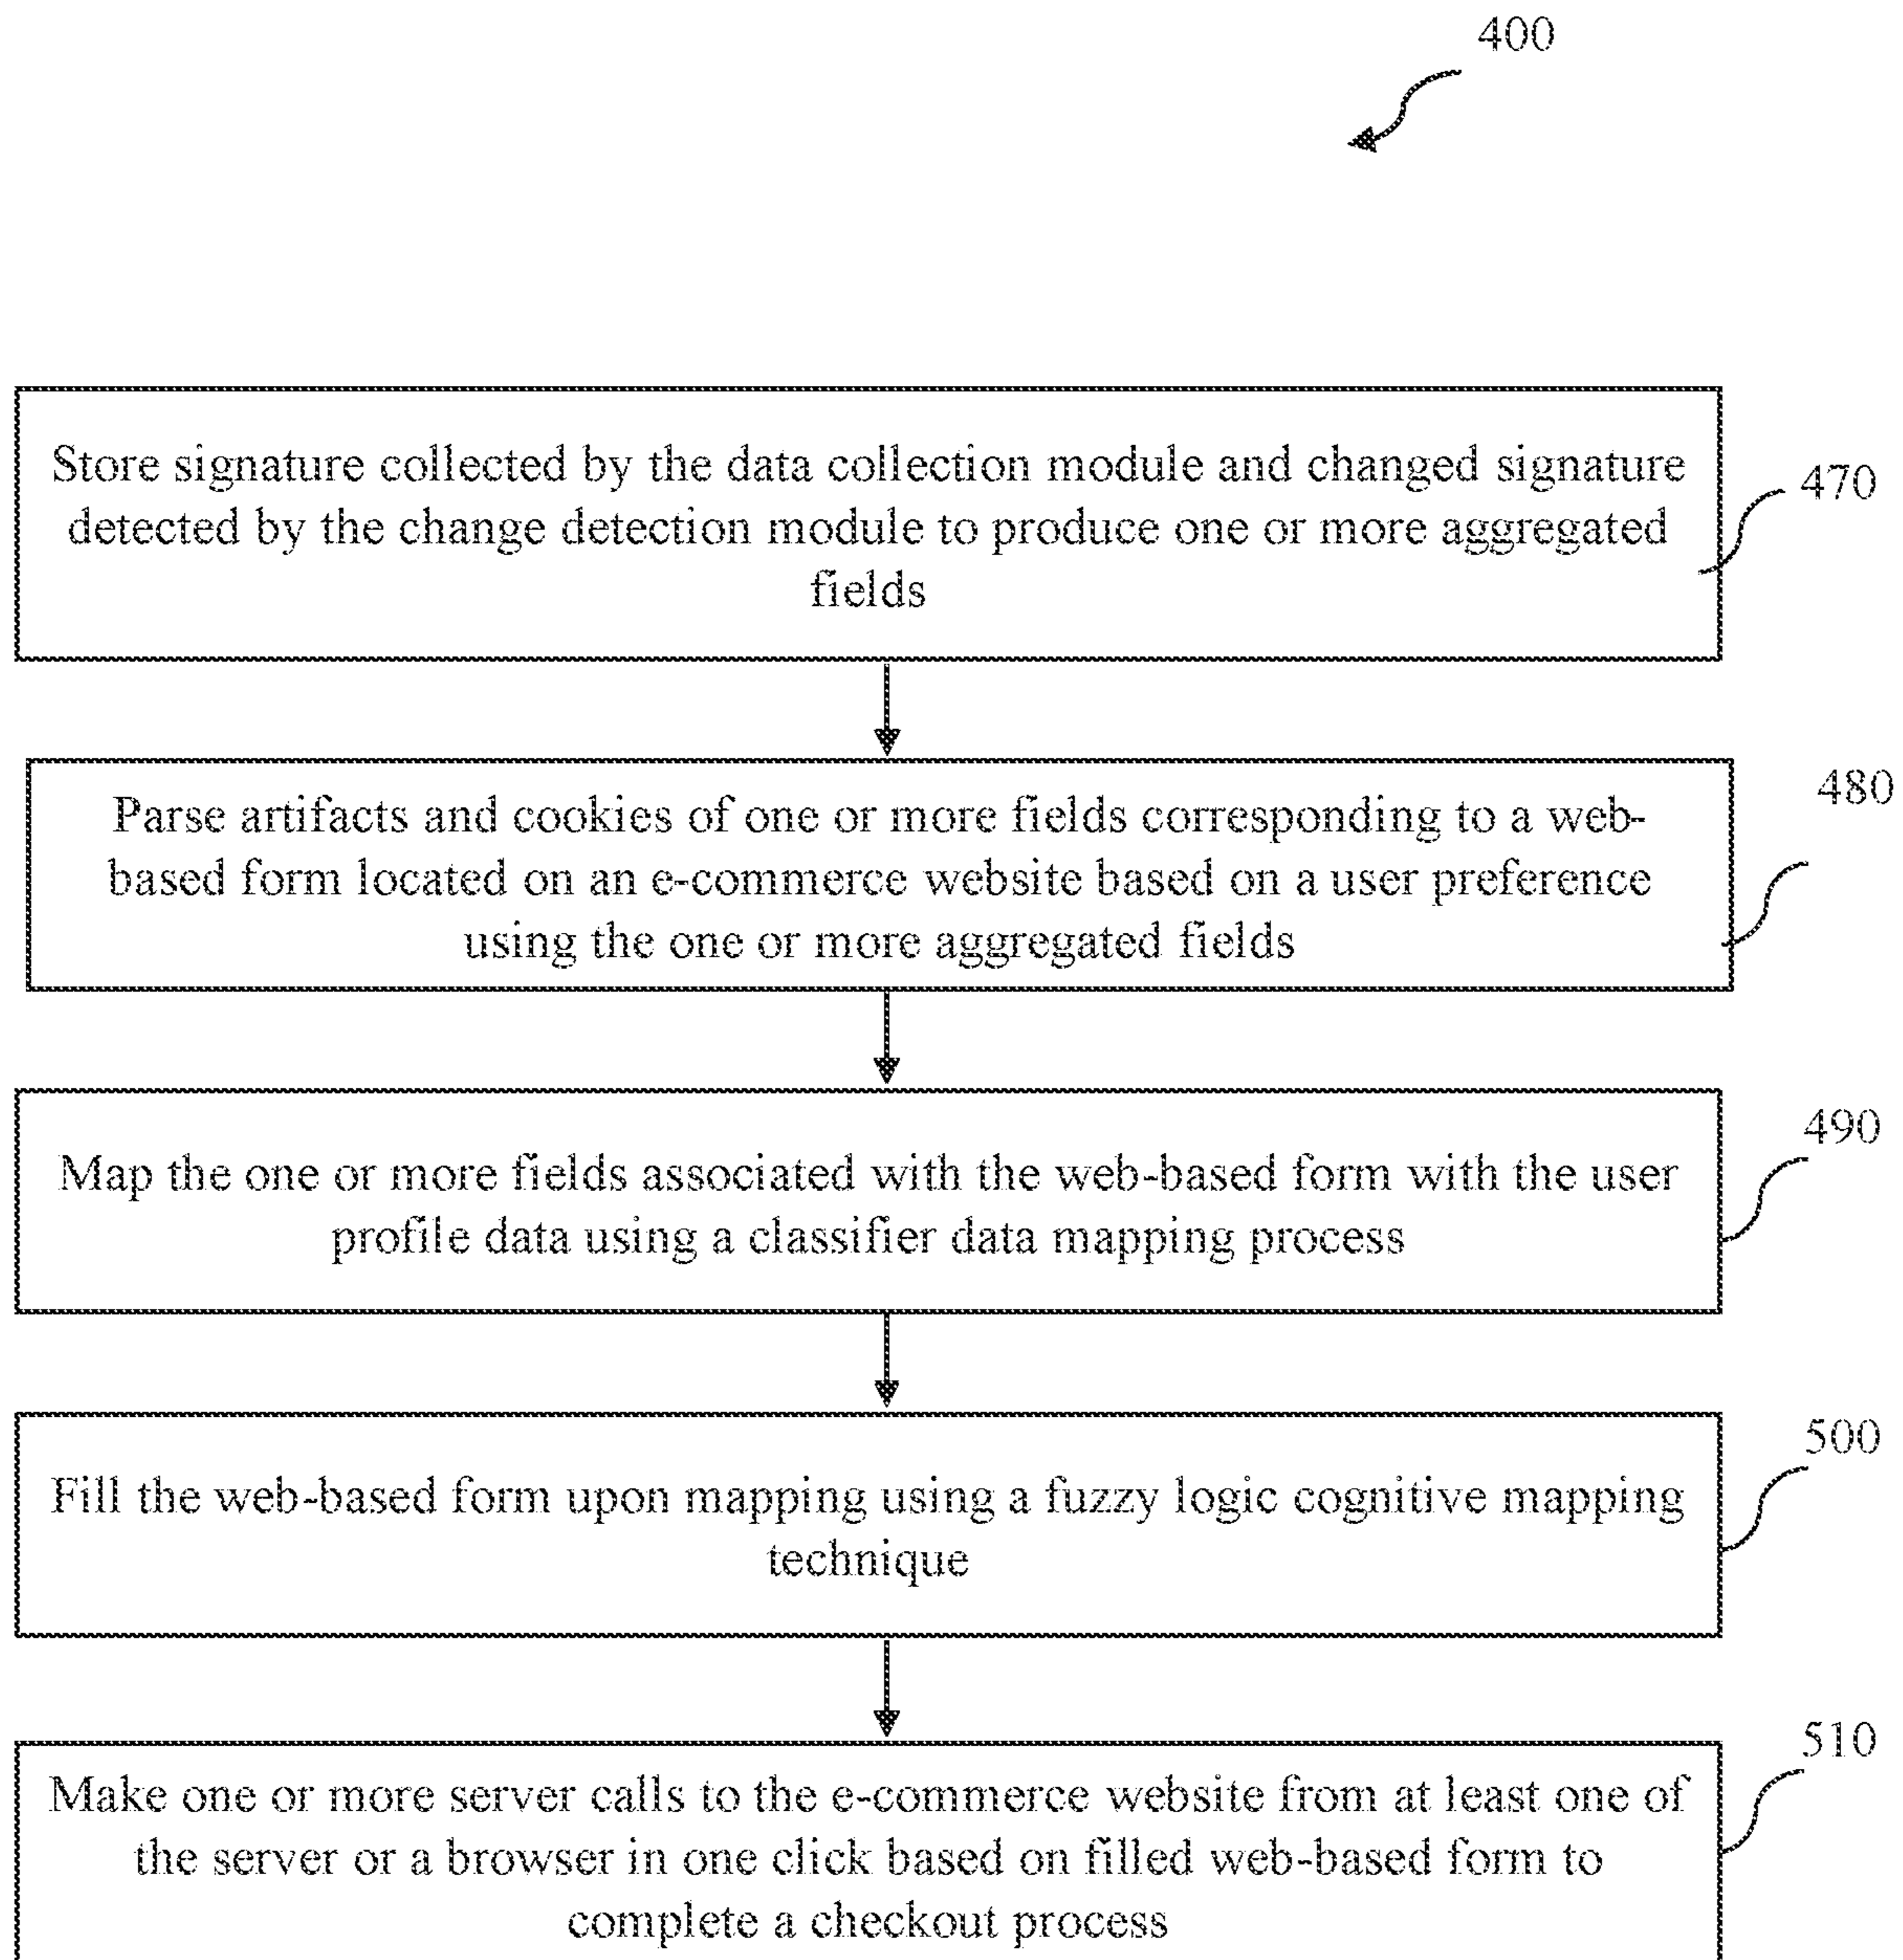 400
Store signature collected by the data collection module and changed signature
detected by the change detection module to produce one or more aggregated
fields
470
Parse artifacts and cookies of one or more fields corresponding to a web-
based form located on an e-commerce website based on a user preference
using the one or more aggregated fields
480
Map the one or more fields associated with the web-based form with the user
profile data using a classifier data mapping process
490
Fill the web-based form upon mapping using a fuzzy logic cognitive mapping
technique
500
Make one or more server calls to the e-commerce website from at least one of
the server or a browser in one click based on filled web-based form to
complete a checkout process
510